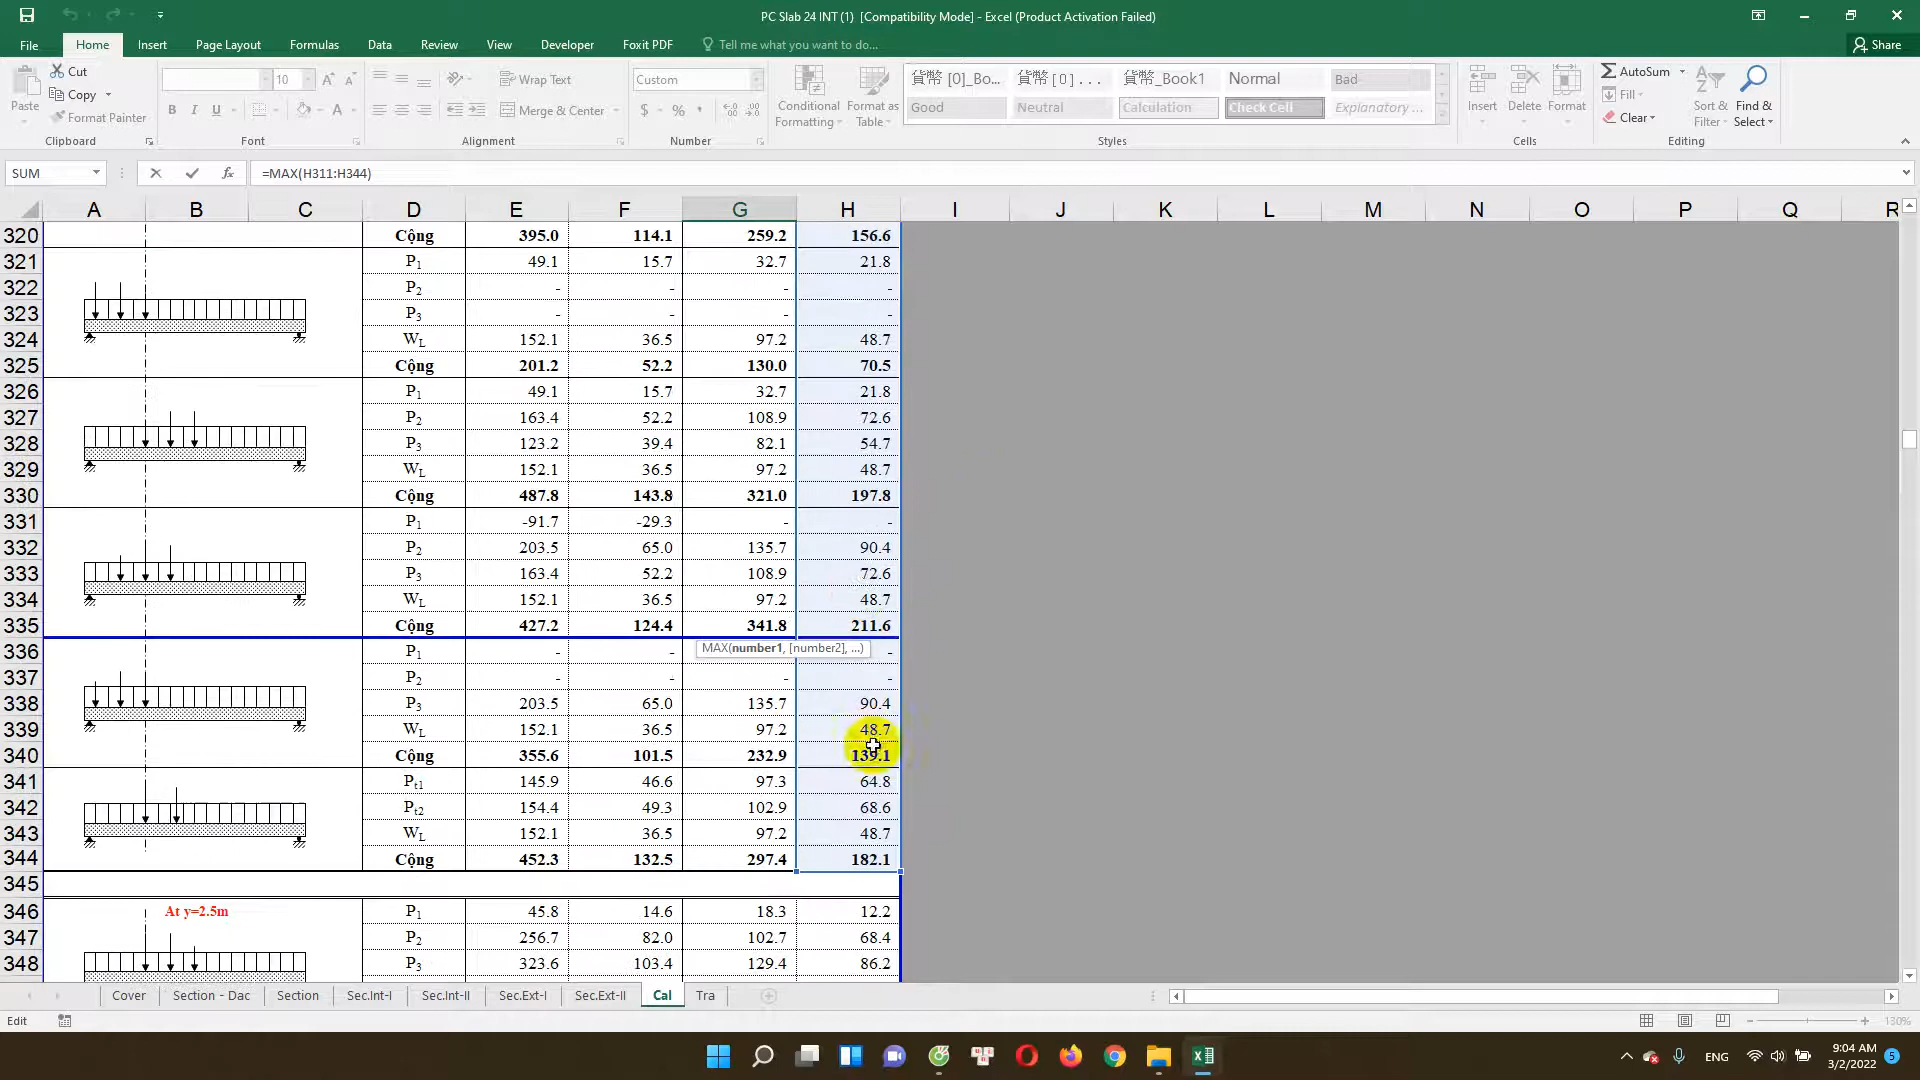 PC Slab 24 INT (1)  [Compatibility Mode] - Excel (Product Activation Failed)
File Home Insert Page Layout Formulas Data Review View Developer Foxit PDF Tell me what you want to do... Share
Paste Cut Copy Format Painter Clipboard
10 A A B I U A Font
Wrap Text Merge & Center Alignment
Custom $ % Number
Conditional Formatting Format as Table
貨幣 [0]_Bo... 貨幣 [0] ... 貨幣_Book1 Normal Bad
Good Neutral Calculation Check Cell Explanatory ...
Styles
Insert Delete Format Cells
AutoSum Fill Clear Sort & Filter Find & Select Editing
SUM fx =MAX(H311:H344)
A B C D E F G H I J K L M N O P Q R
320 Cộng 395.0 114.1 259.2 156.6
321 P1 49.1 15.7 32.7 21.8
322 P2 - - - -
323 P3 - - - -
324 WL 152.1 36.5 97.2 48.7
325 Cộng 201.2 52.2 130.0 70.5
326 P1 49.1 15.7 32.7 21.8
327 P2 163.4 52.2 108.9 72.6
328 P3 123.2 39.4 82.1 54.7
329 WL 152.1 36.5 97.2 48.7
330 Cộng 487.8 143.8 321.0 197.8
331 P1 -91.7 -29.3 - -
332 P2 203.5 65.0 135.7 90.4
333 P3 163.4 52.2 108.9 72.6
334 WL 152.1 36.5 97.2 48.7
335 Cộng 427.2 124.4 341.8 211.6
MAX(number1, [number2], ...)
336 P1 - - -
337 P2 - - - -
338 P3 203.5 65.0 135.7 90.4
339 WL 152.1 36.5 97.2 48.7
340 Cộng 355.6 101.5 232.9 139.1
341 Pt1 145.9 46.6 97.3 64.8
342 Pt2 154.4 49.3 102.9 68.6
343 WL 152.1 36.5 97.2 48.7
344 Cộng 452.3 132.5 297.4 182.1
345
346 At y=2.5m P1 45.8 14.6 18.3 12.2
347 P2 256.7 82.0 102.7 68.4
348 P3 323.6 103.4 129.4 86.2
Cover Section - Dac Section Sec.Int-I Sec.Int-II Sec.Ext-I Sec.Ext-II Cal Tra
Edit 130%
ENG 9:04 AM 5
3/2/2022